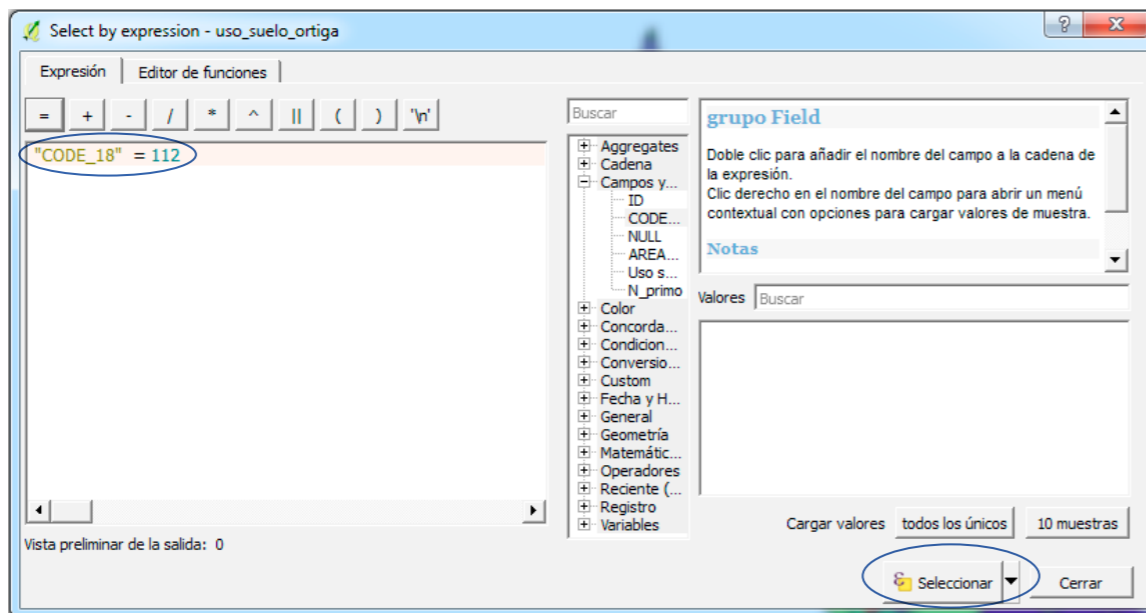 Select by expression - uso_suelo_ortiga
Expresión
Editor de funciones
= + - / * ^ || ( ) '\n'
"CODE_18" = 112
Vista preliminar de la salida: 0
Buscar
Aggregates
Cadena
Campos y...
ID
CODE...
NULL
AREA...
Uso s...
N_primo
Color
Concorda...
Condicion...
Conversio...
Custom
Fecha y H...
General
Geometría
Matemátic...
Operadores
Reciente (...
Registro
Variables
grupo Field
Doble clic para añadir el nombre del campo a la cadena de
la expresión.
Clic derecho en el nombre del campo para abrir un menú
contextual con opciones para cargar valores de muestra.
Notas
Valores Buscar
Cargar valores todos los únicos 10 muestras
Seleccionar Cerrar